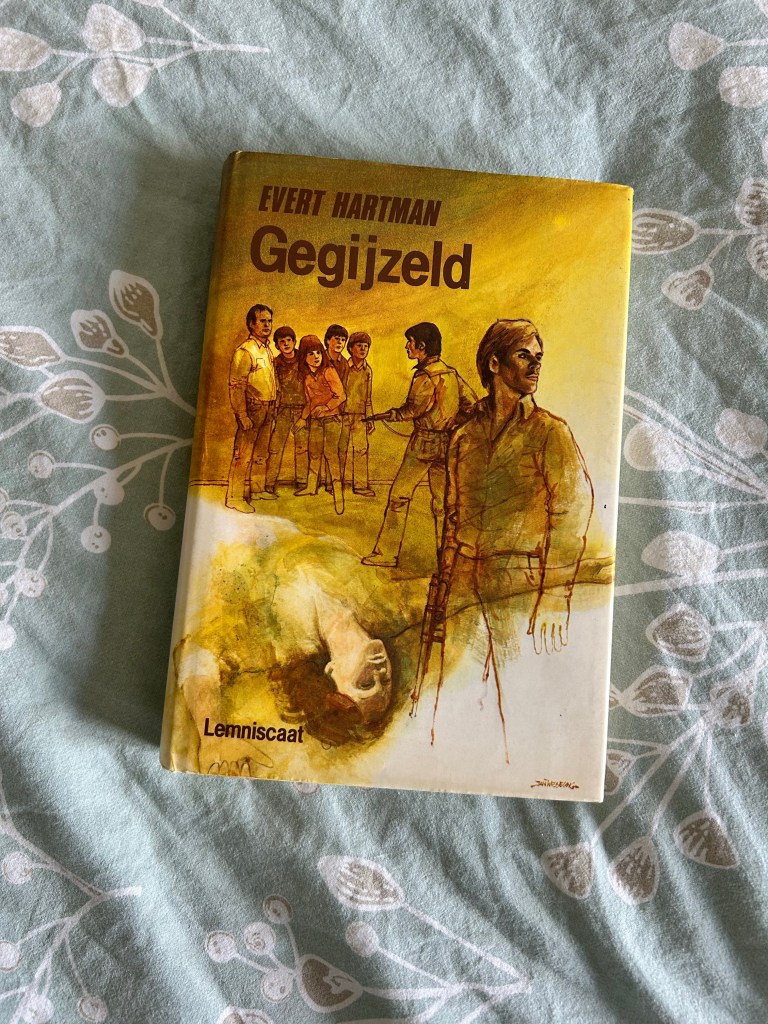 EVERT HARTMAN
Gegijzeld
Lemniscaat